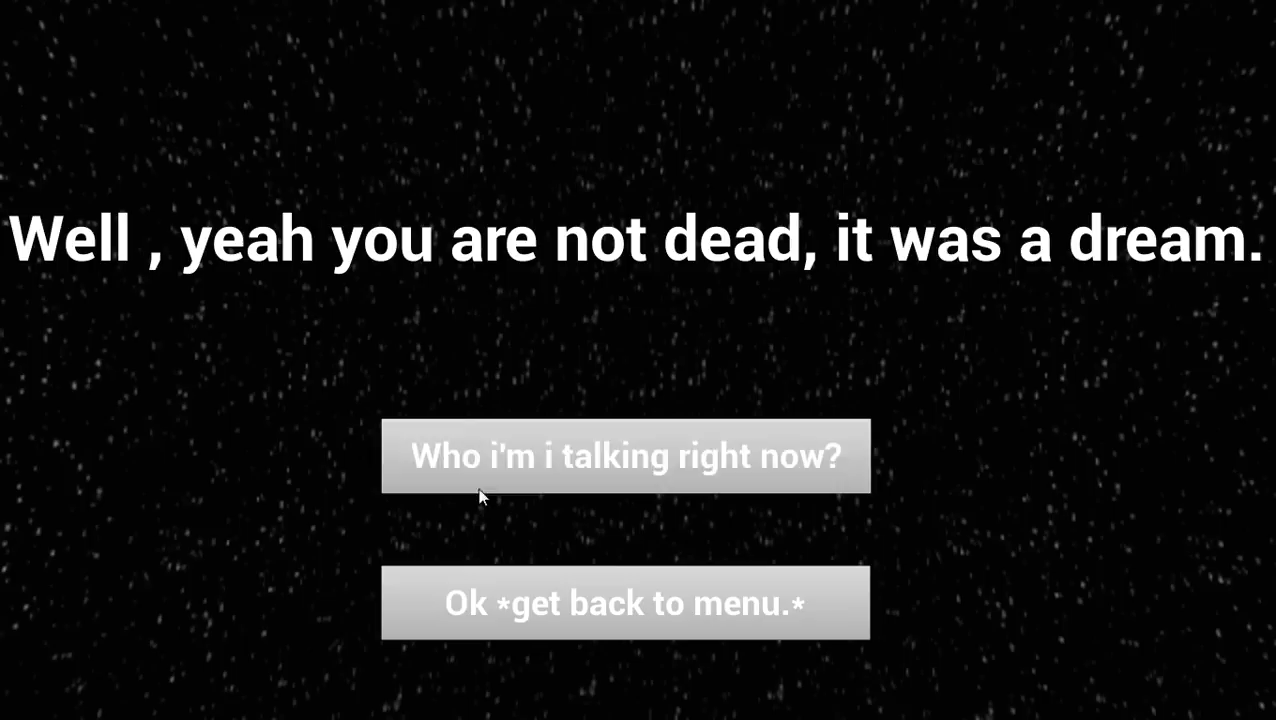 Well , yeah you are not dead, it was a dream.
Who i'm i talking right now?
Ok *get back to menu.*